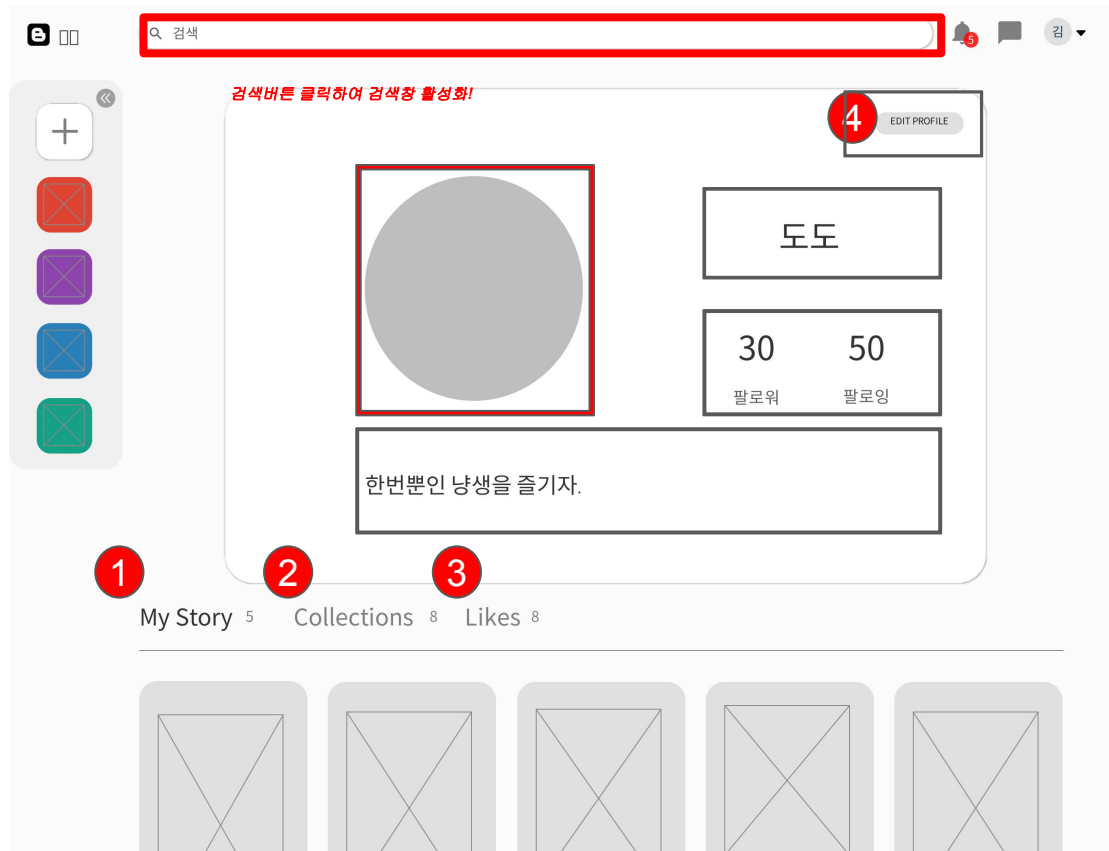 검색
5
김
검색버튼 클릭하여 검색창 활성화!
4
EDIT PROFILE
도도
30 50
팔로워 팔로잉
한번뿐인 냥생을 즐기자.
1 2 3
My Story 5 Collections 8 Likes 8